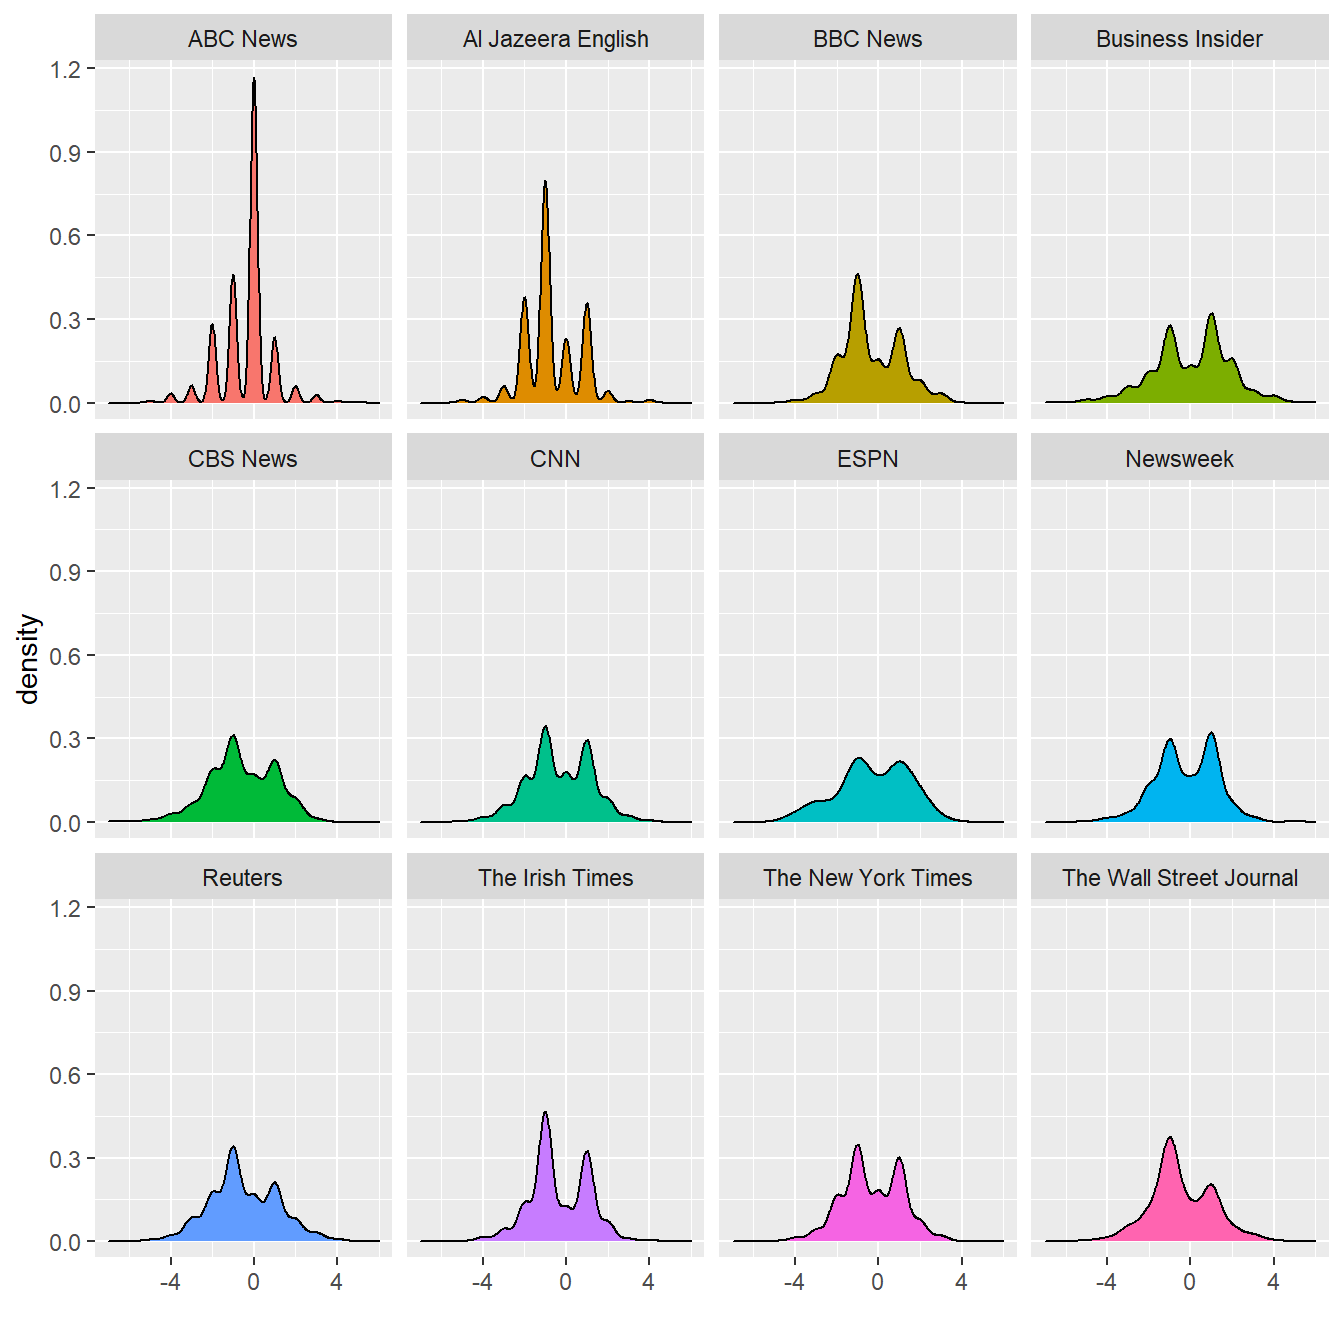 ABC News
Al Jazeera English
BBC News
Business Insider
1.2
0.9
0.6
0.3
0.0
CBS News
CNN
ESPN
Newsweek
1.2
0.9
0.6
0.3
0.0
density
Reuters
The Irish Times
The New York Times
The Wall Street Journal
1.2
0.9
0.6
0.3
0.0
-4 0 4
-4 0 4
-4 0 4
-4 0 4